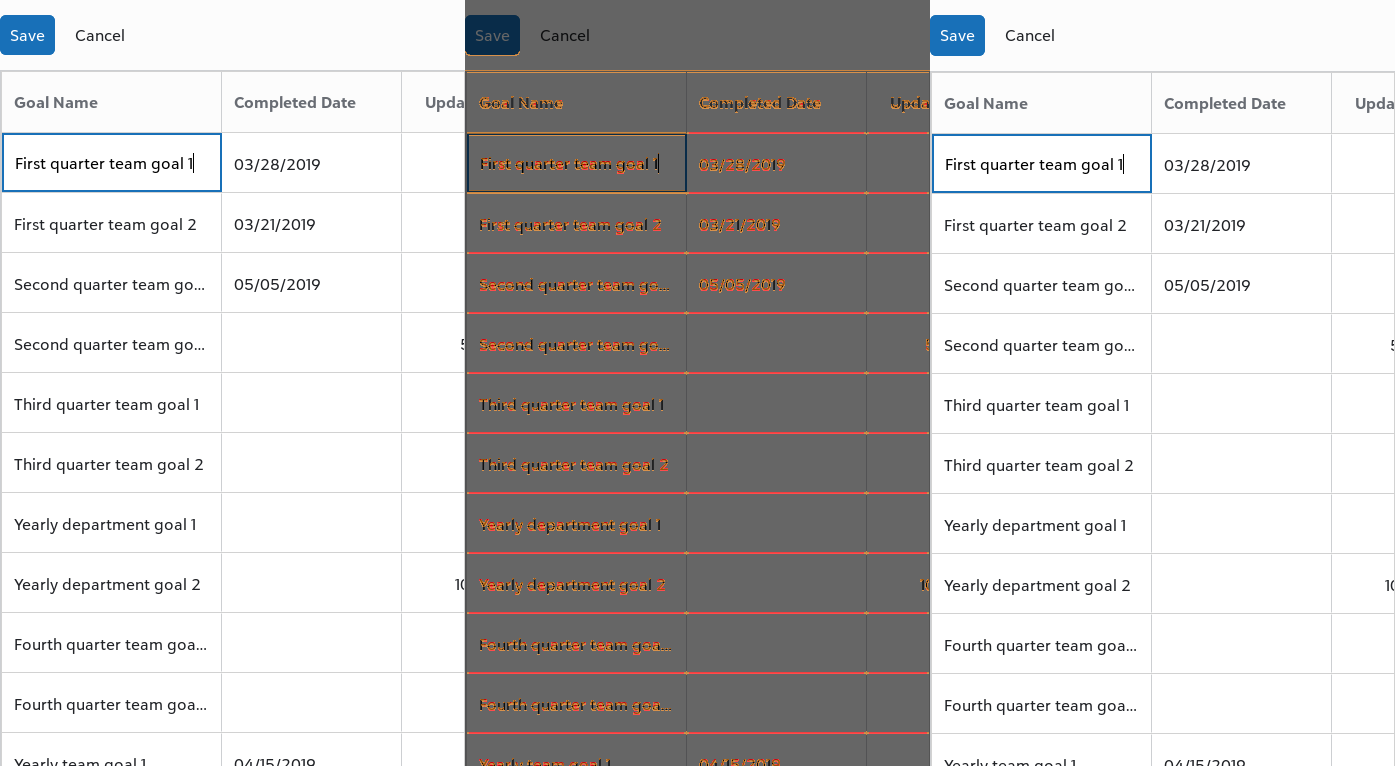 Save Cancel Save Cancel Save Cancel
Goal Name Completed Date Upda Goal Name Completed Date Upda Goal Name Completed Date Upda
First quarter team goal 1 03/28/2019 First quarter team goal 1 03/28/2019 First quarter team goal 1 03/28/2019
First quarter team goal 2 03/21/2019 First quarter team goal 2 03/21/2019 First quarter team goal 2 03/21/2019
Second quarter team go... 05/05/2019 Second quarter team go... 05/05/2019 Second quarter team go... 05/05/2019
Second quarter team go... Second quarter team go... Second quarter team go...
Third quarter team goal 1 Third quarter team goal 1 Third quarter team goal 1
Third quarter team goal 2 Third quarter team goal 2 Third quarter team goal 2
Yearly department goal 1 Yearly department goal 1 Yearly department goal 1
Yearly department goal 2 10 Yearly department goal 2 10 Yearly department goal 2 10
Fourth quarter team goa... Fourth quarter team goa... Fourth quarter team goa...
Fourth quarter team goa... Fourth quarter team goa... Fourth quarter team goa...
Yearly team goal 1 04/15/2019 Yearly team goal 1 04/15/2019 Yearly team goal 1 04/15/2019